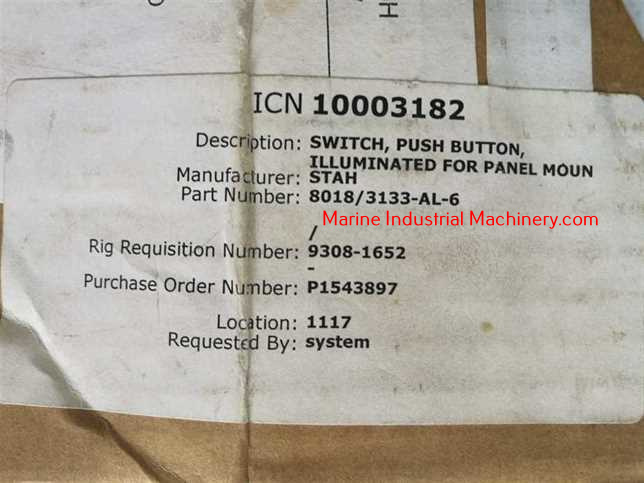 ICN 10003182
Description: SWITCH, PUSH BUTTON,
ILLUMINATED FOR PANEL MOUN
Manufacturer: STAH
Part Number: 8018/3133-AL-6
Marine Industrial Machinery.com
/
Rig Requisition Number: 9308-1652
-
Purchase Order Number: P1543897
Location: 1117
Requested By: system